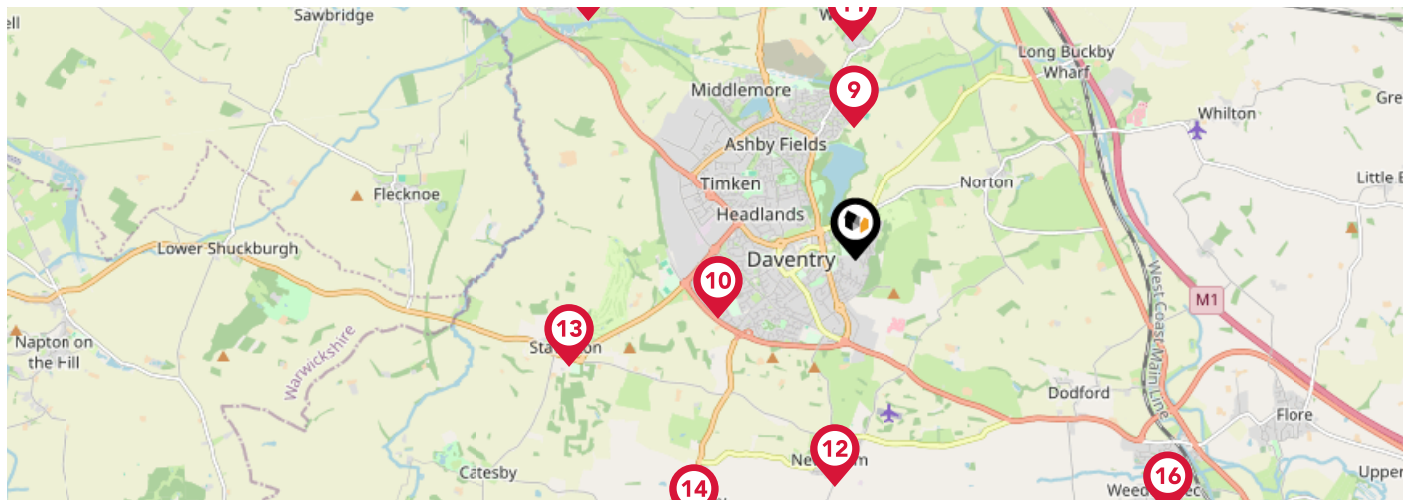 Sawbridge
11
Long Buckby
Wharf
Middlemore
9
Whilton
Ashby Fields
Timken
Flecknoe
Norton
Headlands
Lower Shuckburgh
Daventry
10
M1
West Coast Main Line
13
Napton on
the Hill
Warwickshire
Dodford
Flore
12
Catesby
14
16
Upper